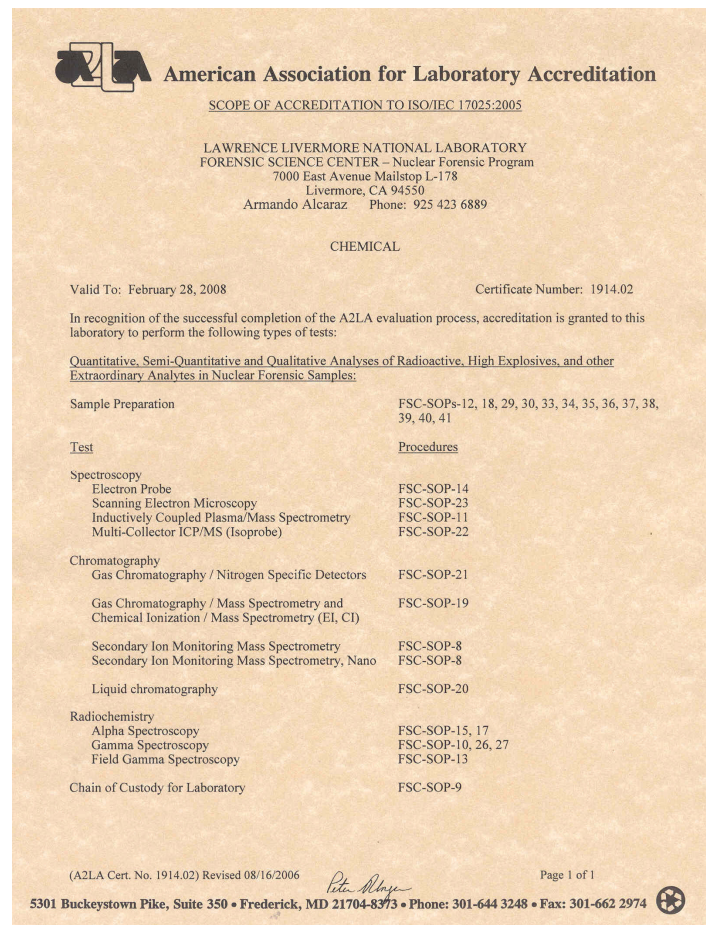 A2LA
American Association for Laboratory Accreditation
SCOPE OF ACCREDITATION TO ISO/IEC 17025:2005
LAWRENCE LIVERMORE NATIONAL LABORATORY
FORENSIC SCIENCE CENTER – Nuclear Forensic Program
7000 East Avenue Mailstop L-178
Livermore, CA 94550
Armando Alcaraz Phone: 925 423 6889
CHEMICAL
Valid To: February 28, 2008 Certificate Number: 1914.02
In recognition of the successful completion of the A2LA evaluation process, accreditation is granted to this
laboratory to perform the following types of tests:
Quantitative, Semi-Quantitative and Qualitative Analyses of Radioactive, High Explosives, and other
Extraordinary Analytes in Nuclear Forensic Samples:
Sample Preparation FSC-SOPs-12, 18, 29, 30, 33, 34, 35, 36, 37, 38,
39, 40, 41
Test Procedures
Spectroscopy
Electron Probe FSC-SOP-14
Scanning Electron Microscopy FSC-SOP-23
Inductively Coupled Plasma/Mass Spectrometry FSC-SOP-11
Multi-Collector ICP/MS (Isoprobe) FSC-SOP-22
Chromatography
Gas Chromatography / Nitrogen Specific Detectors FSC-SOP-21
Gas Chromatography / Mass Spectrometry and FSC-SOP-19
Chemical Ionization / Mass Spectrometry (EI, CI)
Secondary Ion Monitoring Mass Spectrometry FSC-SOP-8
Secondary Ion Monitoring Mass Spectrometry, Nano FSC-SOP-8
Liquid chromatography FSC-SOP-20
Radiochemistry
Alpha Spectroscopy FSC-SOP-15, 17
Gamma Spectroscopy FSC-SOP-10, 26, 27
Field Gamma Spectroscopy FSC-SOP-13
Chain of Custody for Laboratory FSC-SOP-9
(A2LA Cert. No. 1914.02) Revised 08/16/2006 Page 1 of 1
Peter
5301 Buckeystown Pike, Suite 350 • Frederick, MD 21704-8373 • Phone: 301-644 3248 • Fax: 301-662 2974